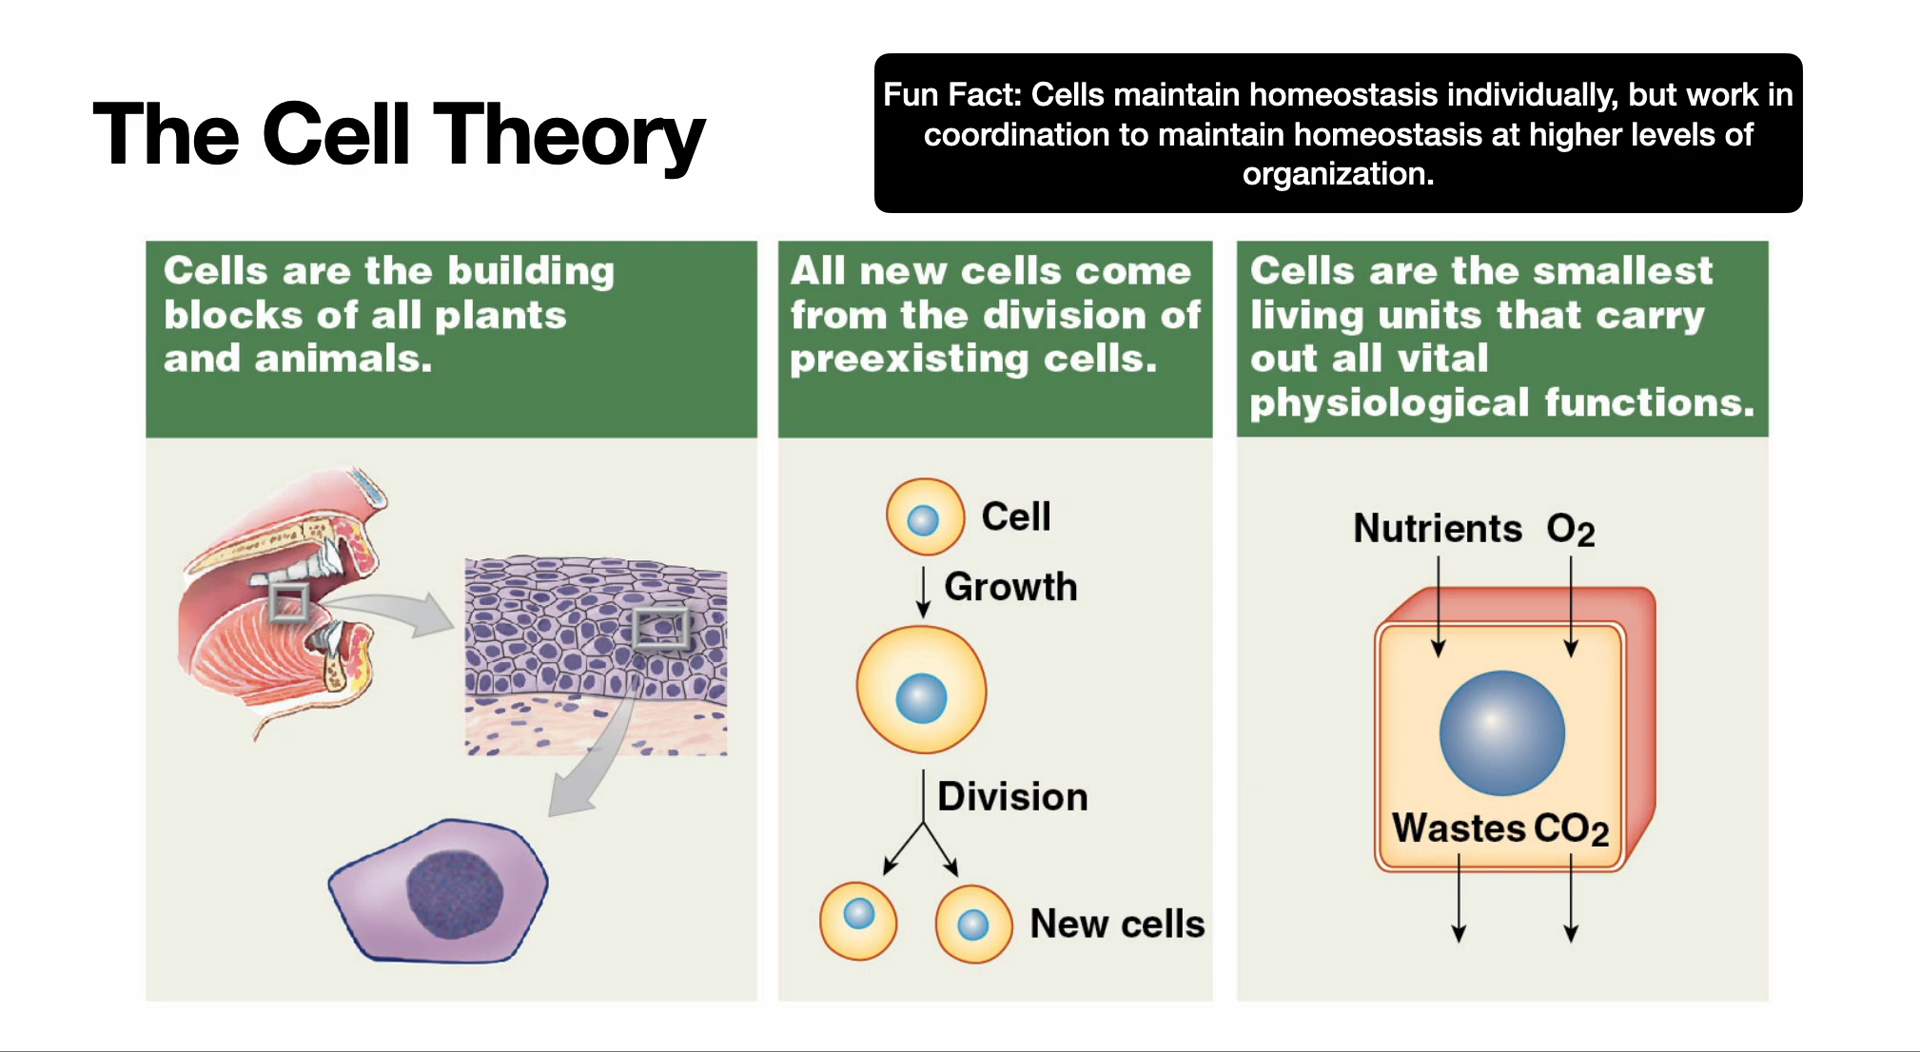 The Cell Theory
Fun Fact: Cells maintain homeostasis individually, but work in
coordination to maintain homeostasis at higher levels of
organization.
Cells are the building
blocks of all plants
and animals.
All new cells come
from the division of
preexisting cells.
Cell
Growth
Division
New cells
Cells are the smallest
living units that carry
out all vital
physiological functions.
Nutrients O2
Wastes CO2